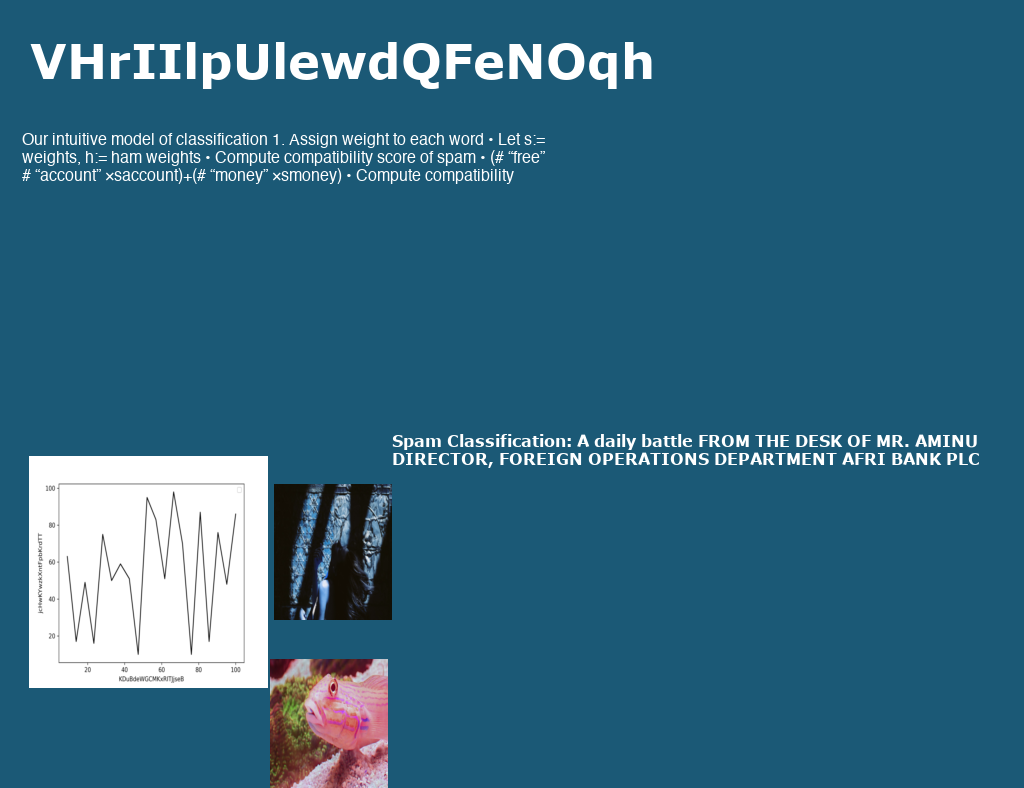 VHrIIlpUlewdQFeNOqh
Our intuitive model of classification 1. Assign weight to each word • Let s:=
weights, h:= ham weights • Compute compatibility score of spam • (# “free”
# “account” ×saccount)+(# “money” ×smoney) • Compute compatibility
Spam Classification: A daily battle FROM THE DESK OF MR. AMINU
DIRECTOR, FOREIGN OPERATIONS DEPARTMENT AFRI BANK PLC
100
80
60
40
20
20 40 60 80 100